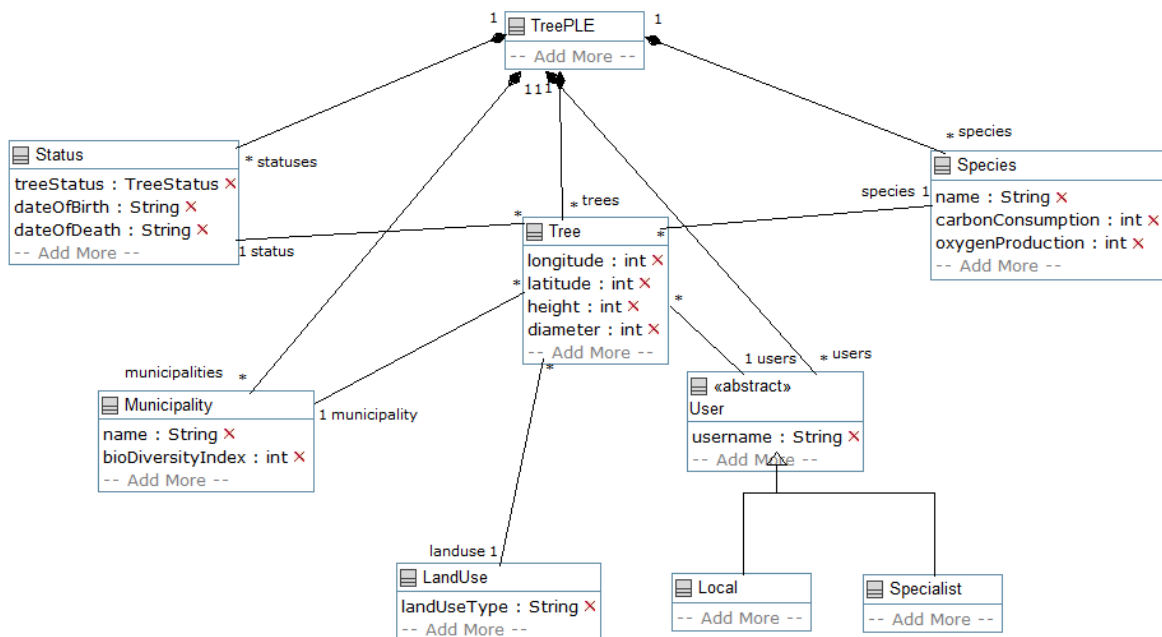 1
TreePLE
1
-- Add More --
111
* species
Status
* statuses
Species
treeStatus : TreeStatus X
dateOfBirth : String X
dateOfDeath : String X
-- Add More --
* trees
species 1
name : String X
carbonConsumption : int X
oxygenProduction : int X
-- Add More --
*
Tree
*
1 status
longitude : int X
latitude : int X
height : int X
diameter : int X
-- Add More --
*
*
*
1 users
* users
municipalities *
Municipality
1 municipality
name : String X
bioDiversityIndex : int X
-- Add More --
«abstract»
User
username : String X
-- Add More --
landuse 1
LandUse
landUseType : String X
-- Add More --
Local
-- Add More --
Specialist
-- Add More --